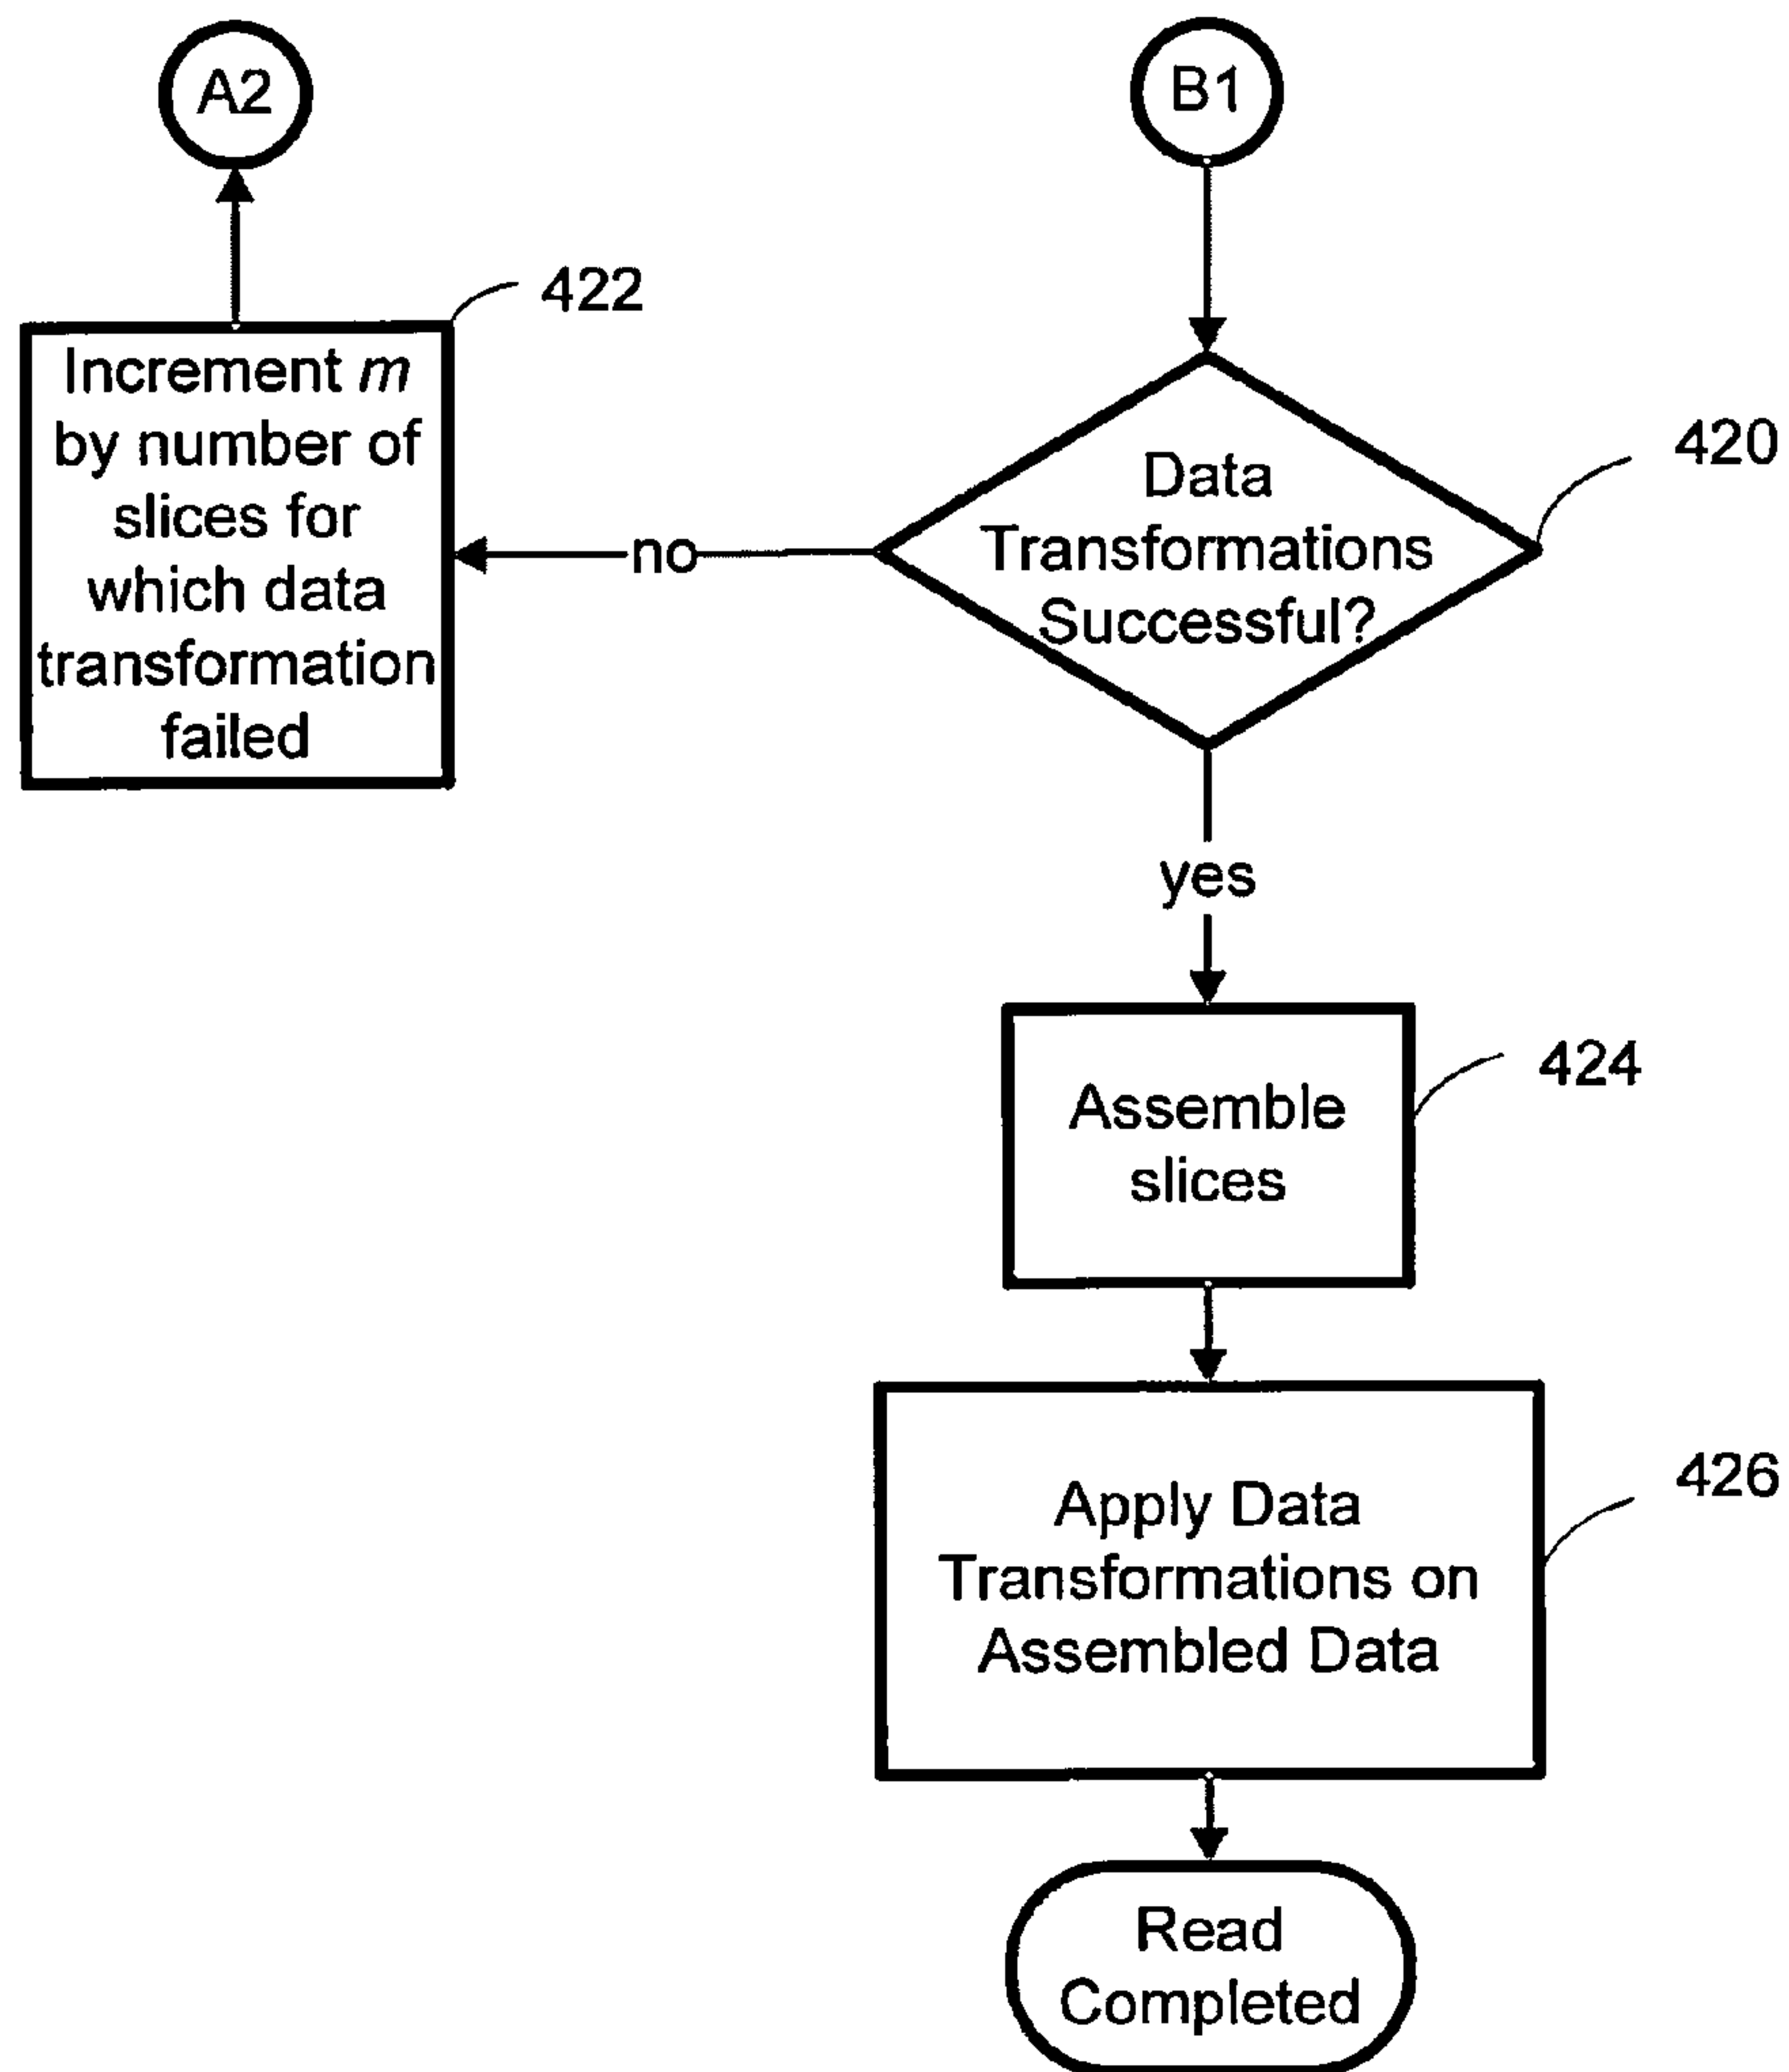 A2
B1
422
Increment m
by number of
slices for
which data
transformation
failed
420
Data
Transformations
Successful?
no
yes
424
Assemble
slices
426
Apply Data
Transformations on
Assembled Data
Read
Completed